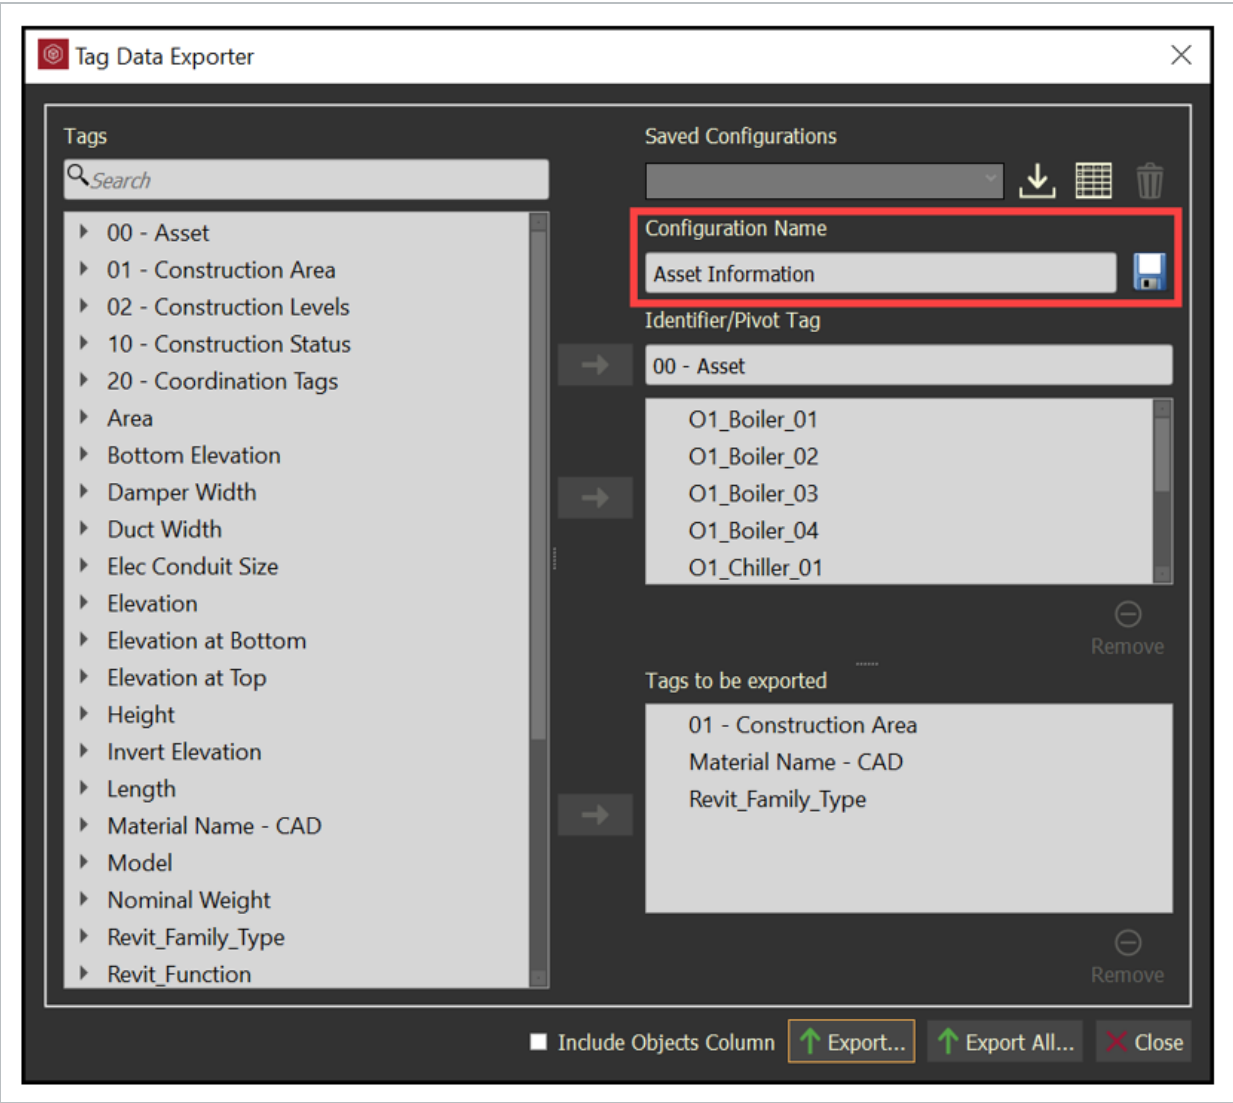 Tag Data Exporter
Tags
Search
00 - Asset
01 - Construction Area
02 - Construction Levels
10 - Construction Status
20 - Coordination Tags
Area
Bottom Elevation
Damper Width
Duct Width
Elec Conduit Size
Elevation
Elevation at Bottom
Elevation at Top
Height
Invert Elevation
Length
Material Name - CAD
Model
Nominal Weight
Revit_Family_Type
Revit_Function
Saved Configurations
Configuration Name
Asset Information
Identifier/Pivot Tag
00 - Asset
O1_Boiler_01
O1_Boiler_02
O1_Boiler_03
O1_Boiler_04
O1_Chiller_01
Remove
Tags to be exported
01 - Construction Area
Material Name - CAD
Revit_Family_Type
Remove
Include Objects Column
Export...
Export All...
Close